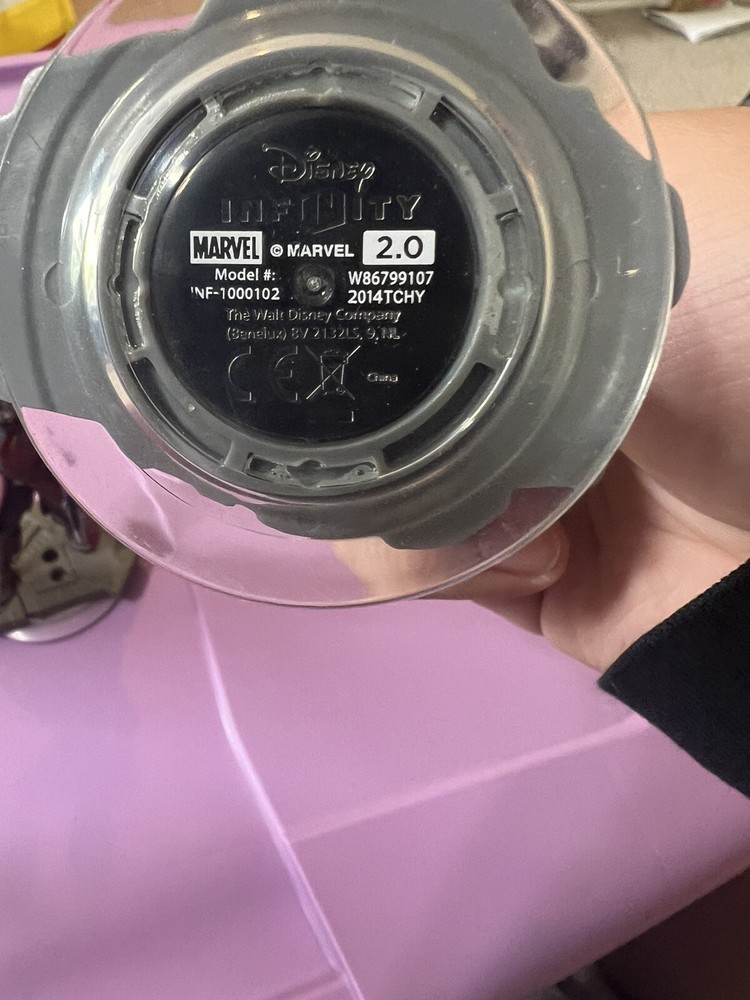 Disney
INFINITY
MARVEL © MARVEL 2.0
Model #: W86799107
INF-1000102 2014TCHY
The Walt Disney Company
(Benelux) BV 2132LS, 9, NL
CE China